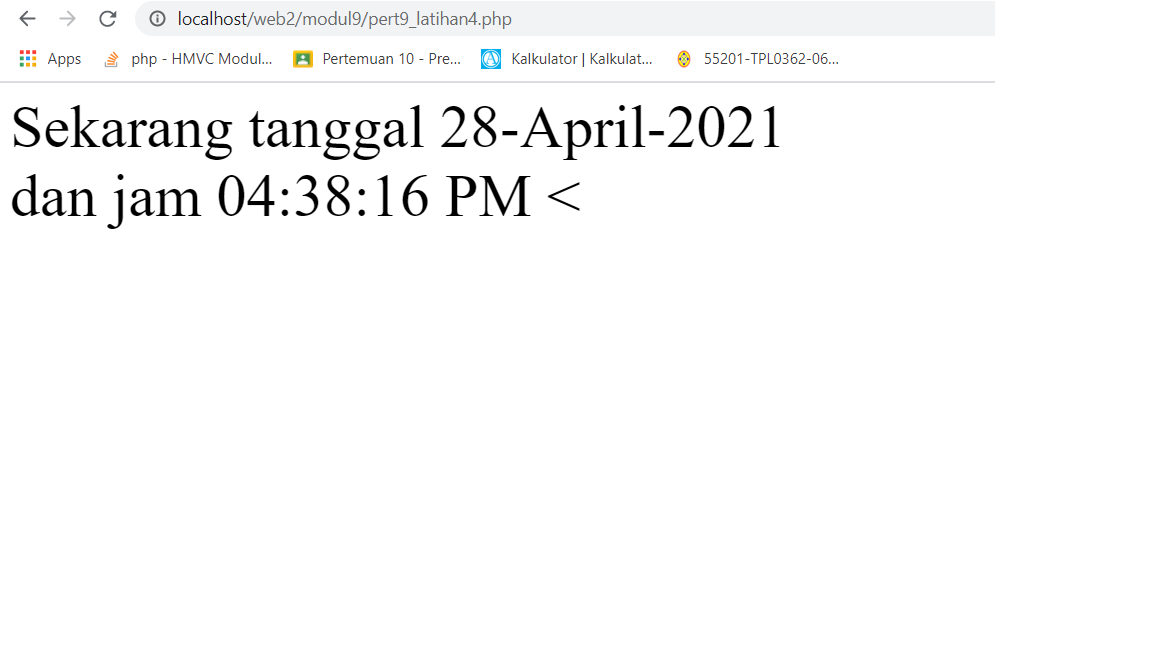 localhost/web2/modul9/pert9_latihan4.php
Apps php - HMVC Modul... Pertemuan 10 - Pre... Kalkulator | Kalkulat... 55201-TPL0362-06...
Sekarang tanggal 28-April-2021
dan jam 04:38:16 PM <